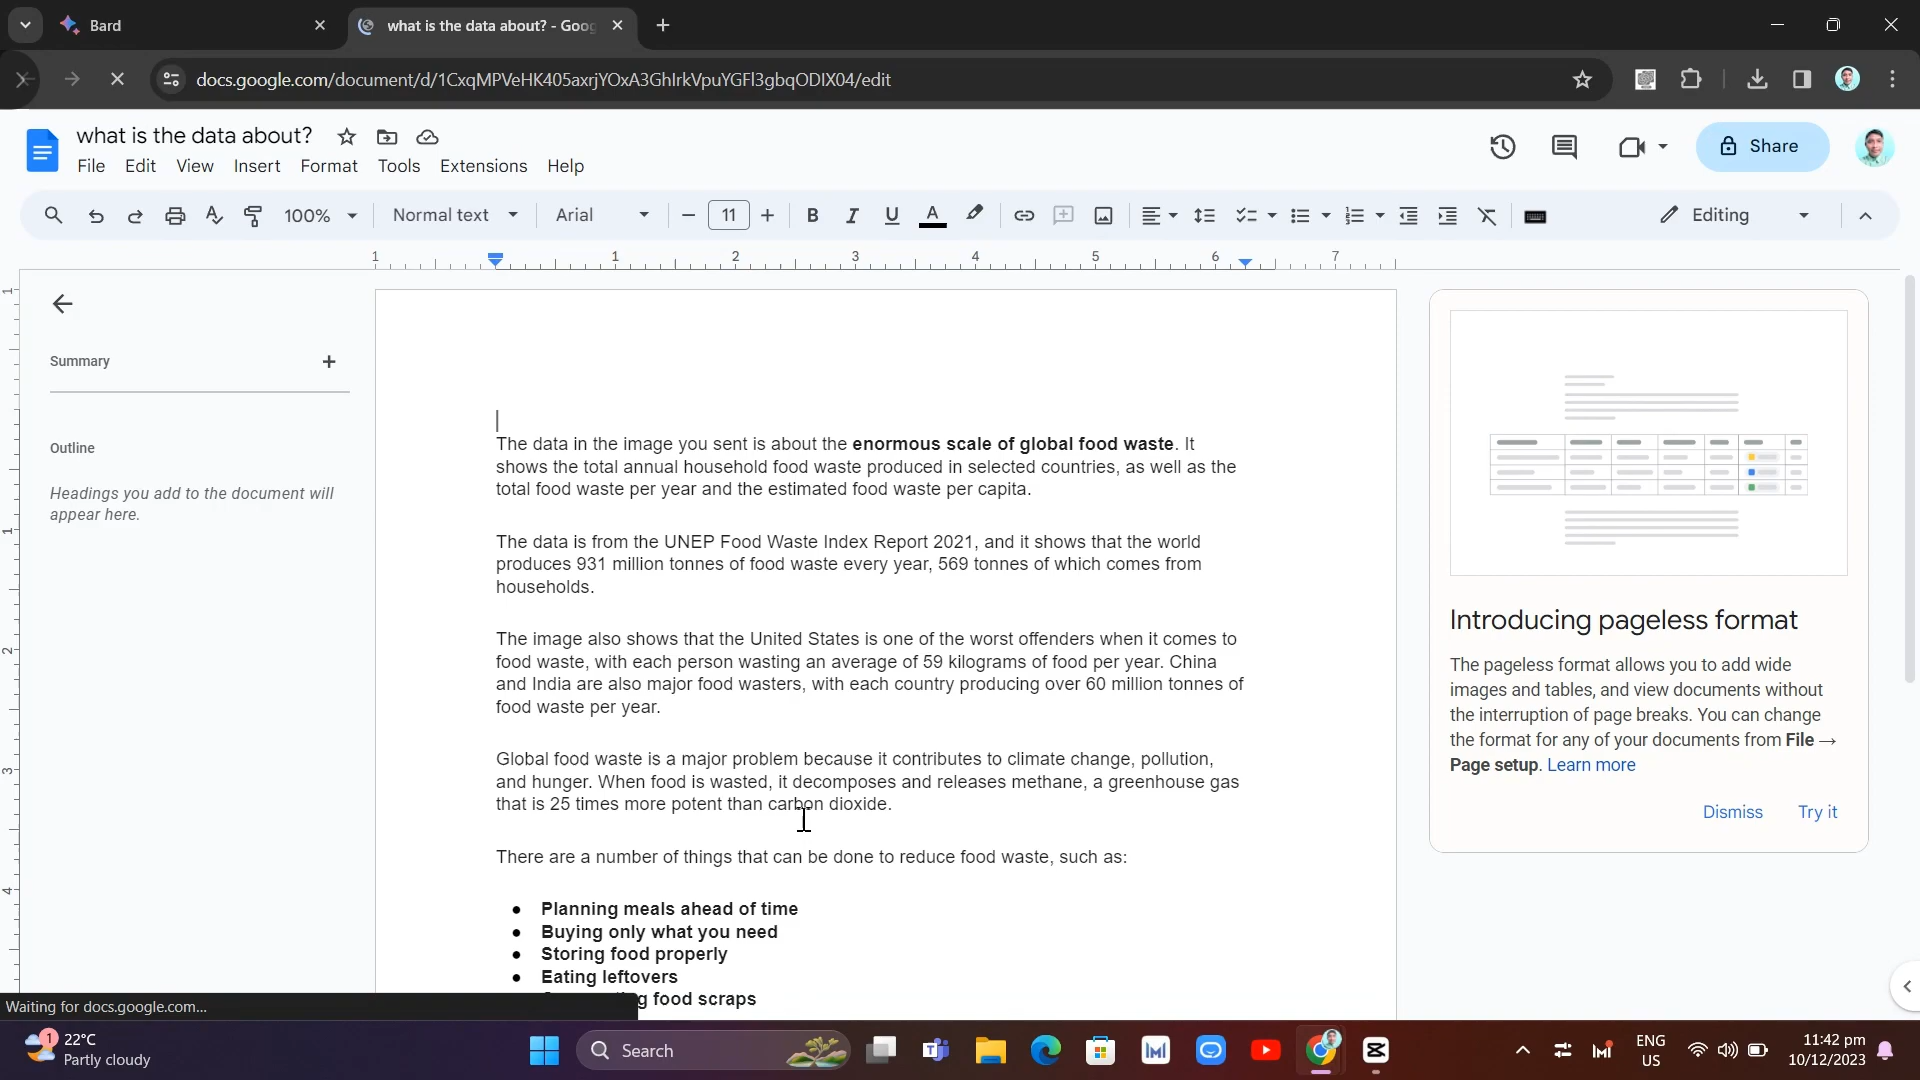 Bard
what is the data about? - Goog
docs.google.com/document/d/1CxqMPVeHK405axrjYOxA3GhIrkVpuYGFl3gbqODIX04/edit
what is the data about?
File Edit View Insert Format Tools Extensions Help
Share
100% Normal text Arial 11 Editing
1 1 2 3 4 5 6 7
Summary
Outline
Headings you add to the document will
appear here.
The data in the image you sent is about the enormous scale of global food waste. It
shows the total annual household food waste produced in selected countries, as well as the
total food waste per year and the estimated food waste per capita.
The data is from the UNEP Food Waste Index Report 2021, and it shows that the world
produces 931 million tonnes of food waste every year, 569 tonnes of which comes from
households.
The image also shows that the United States is one of the worst offenders when it comes to
food waste, with each person wasting an average of 59 kilograms of food per year. China
and India are also major food wasters, with each country producing over 60 million tonnes of
food waste per year.
Global food waste is a major problem because it contributes to climate change, pollution,
and hunger. When food is wasted, it decomposes and releases methane, a greenhouse gas
that is 25 times more potent than carbon dioxide.
There are a number of things that can be done to reduce food waste, such as:
● Planning meals ahead of time
● Buying only what you need
● Storing food properly
● Eating leftovers
food scraps
Introducing pageless format
The pageless format allows you to add wide
images and tables, and view documents without
the interruption of page breaks. You can change
the format for any of your documents from File →
Page setup. Learn more
Dismiss Try it
1
1
2
3
4
Waiting for docs.google.com...
1
22°C
Partly cloudy
Search
ENG
US
11:42 pm
10/12/2023